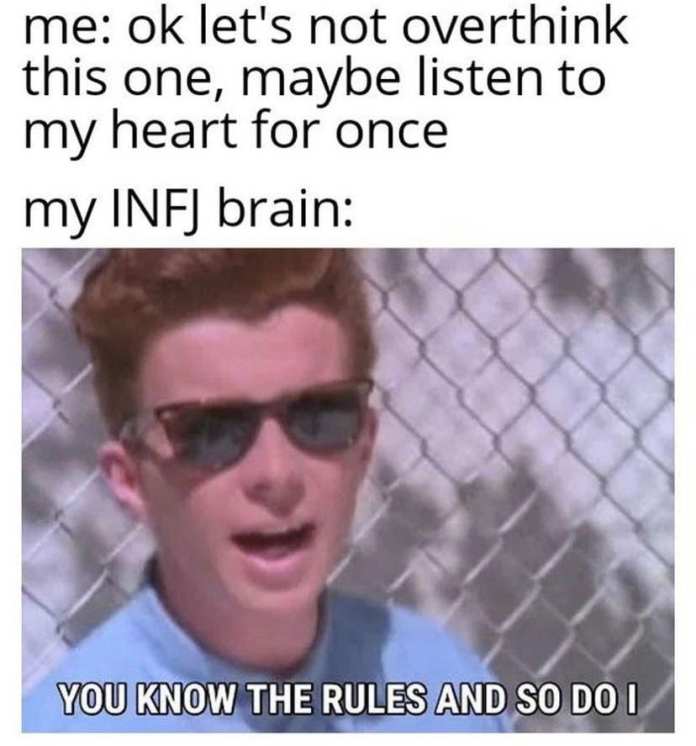 me: ok let's not overthink
this one, maybe listen to
my heart for once
my INFJ brain:
YOU KNOW THE RULES AND SO DO I